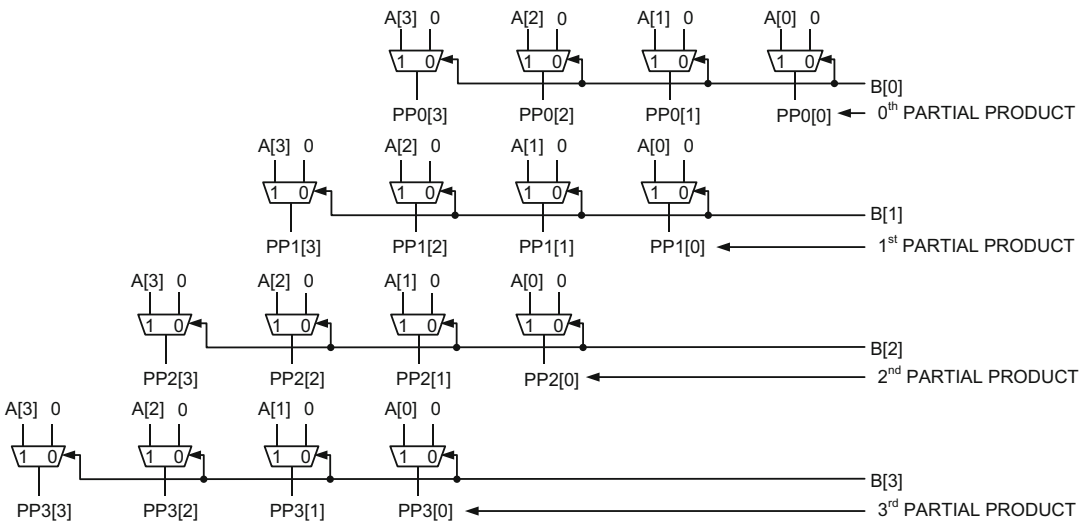 A[3] 0 A[2] 0 A[1] 0 A[0] 0
1 0 1 0 1 0 1 0
B[0]
PP0[3] PP0[2] PP0[1] PP0[0] 0th PARTIAL PRODUCT
A[3] 0 A[2] 0 A[1] 0 A[0] 0
1 0 1 0 1 0 1 0
B[1]
PP1[3] PP1[2] PP1[1] PP1[0] 1st PARTIAL PRODUCT
A[3] 0 A[2] 0 A[1] 0 A[0] 0
1 0 1 0 1 0 1 0
B[2]
PP2[3] PP2[2] PP2[1] PP2[0] 2nd PARTIAL PRODUCT
A[3] 0 A[2] 0 A[1] 0 A[0] 0
1 0 1 0 1 0 1 0
B[3]
PP3[3] PP3[2] PP3[1] PP3[0] 3rd PARTIAL PRODUCT